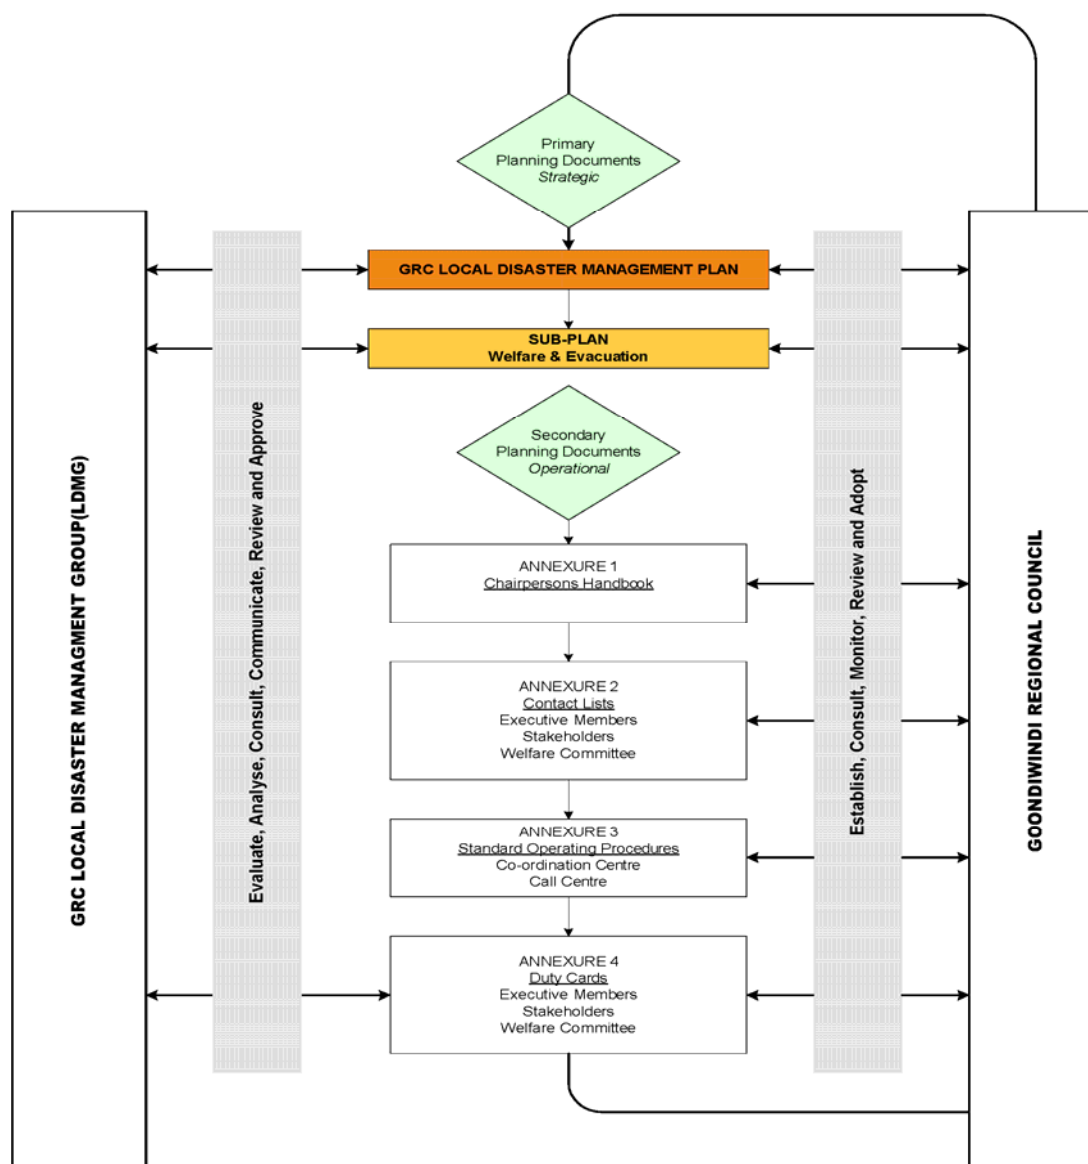 Primary
Planning Documents
Strategic
GRC LOCAL DISASTER MANAGEMENT PLAN
SUB-PLAN
Welfare & Evacuation
Secondary
Planning Documents
Operational
ANNEXURE 1
Chairpersons Handbook
ANNEXURE 2
Contact Lists
Executive Members
Stakeholders
Welfare Committee
ANNEXURE 3
Standard Operating Procedures
Co-ordination Centre
Call Centre
ANNEXURE 4
Duty Cards
Executive Members
Stakeholders
Welfare Committee
GRC LOCAL DISASTER MANAGMENT GROUP(LDMG)
Evaluate, Analyse, Consult, Communicate, Review and Approve
Establish, Consult, Monitor, Review and Adopt
GOONDIWINDI REGIONAL COUNCIL